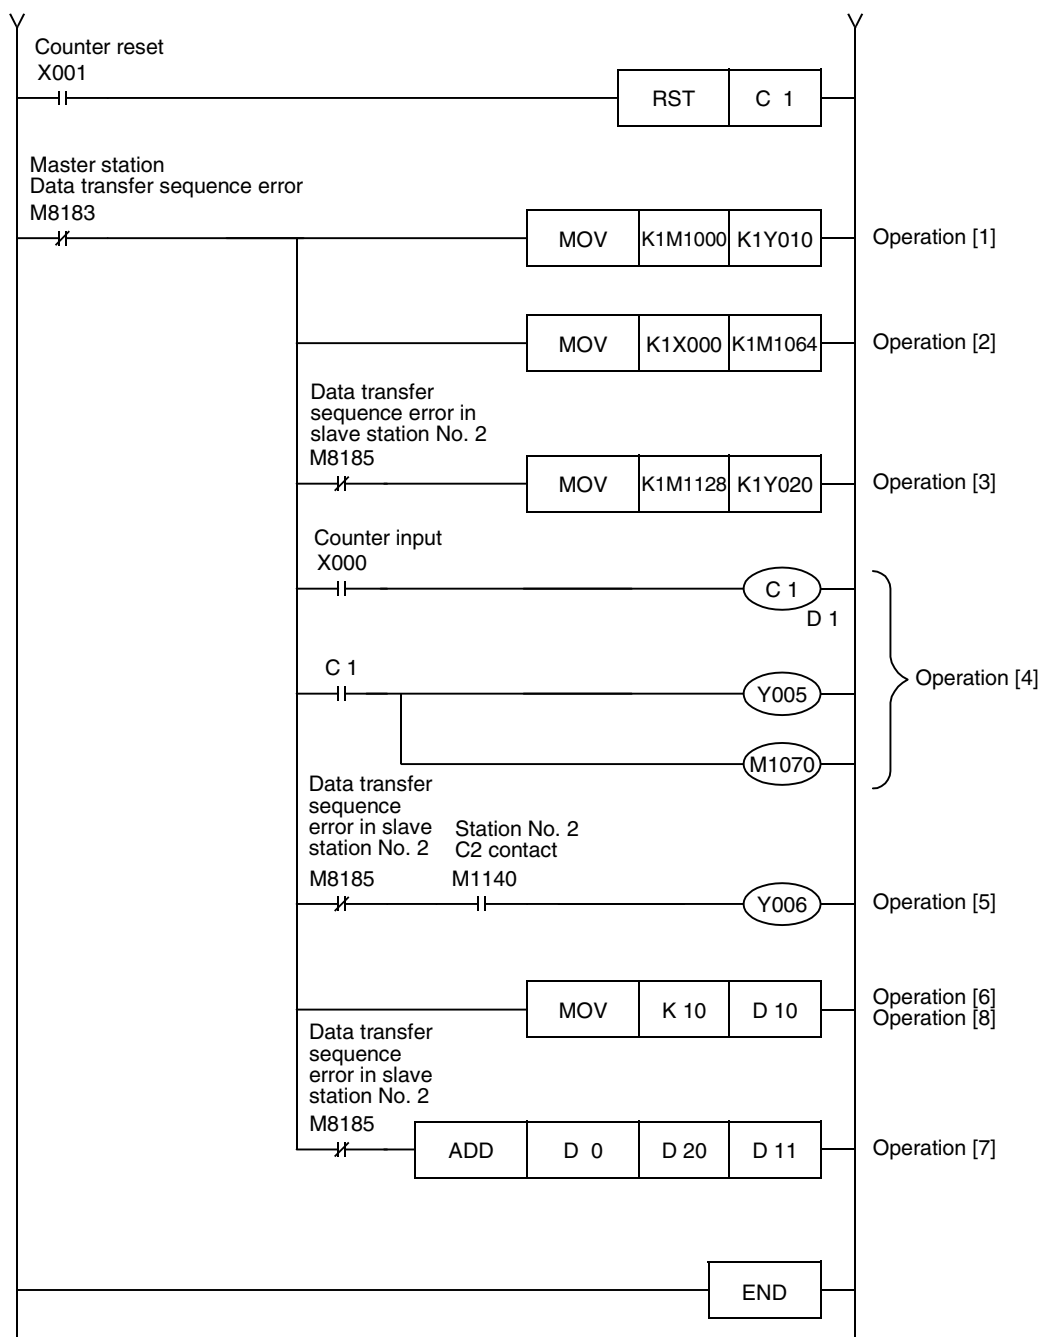 Counter reset
X001
RST C 1
Master station
Data transfer sequence error
M8183
MOV K1M1000 K1Y010 Operation [1]
MOV K1X000 K1M1064 Operation [2]
Data transfer
sequence error in
slave station No. 2
M8185
MOV K1M1128 K1Y020 Operation [3]
Counter input
X000
C 1
D 1
C 1
Y005
Operation [4]
M1070
Data transfer
sequence
error in slave
station No. 2
Station No. 2
C2 contact
M8185 M1140
Y006 Operation [5]
MOV K 10 D 10 Operation [6]
Operation [8]
Data transfer
sequence
error in slave
station No. 2
M8185
ADD D 0 D 20 D 11 Operation [7]
END